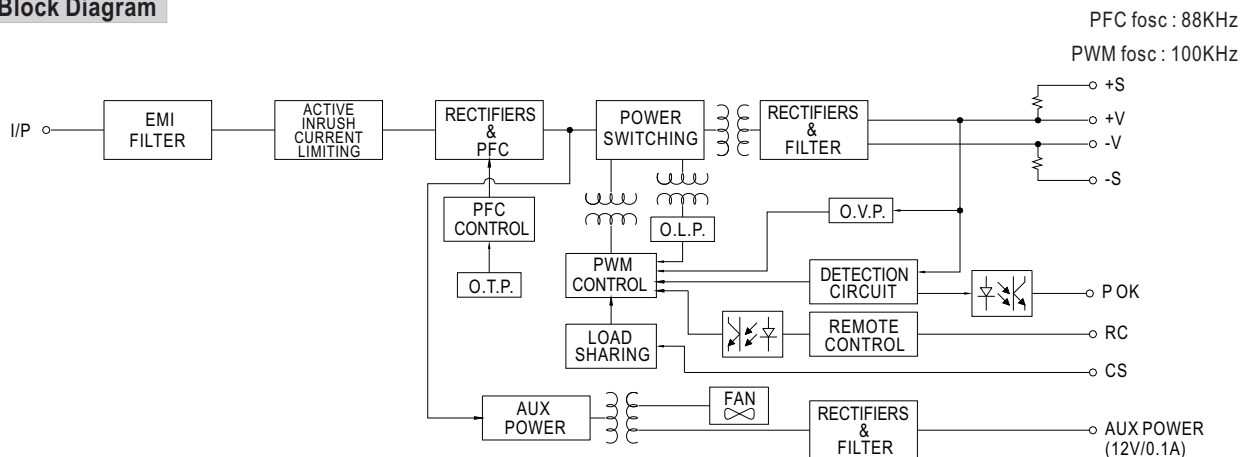 Block Diagram
PFC fosc : 88KHz
PWM fosc : 100KHz
I/P
EMI
FILTER
ACTIVE
INRUSH
CURRENT
LIMITING
RECTIFIERS
&
PFC
POWER
SWITCHING
RECTIFIERS
&
FILTER
+S
+V
-V
-S
PFC
CONTROL
O.L.P.
O.V.P.
O.T.P.
PWM
CONTROL
DETECTION
CIRCUIT
P OK
LOAD
SHARING
REMOTE
CONTROL
RC
CS
AUX
POWER
FAN
RECTIFIERS
&
FILTER
AUX POWER
(12V/0.1A)